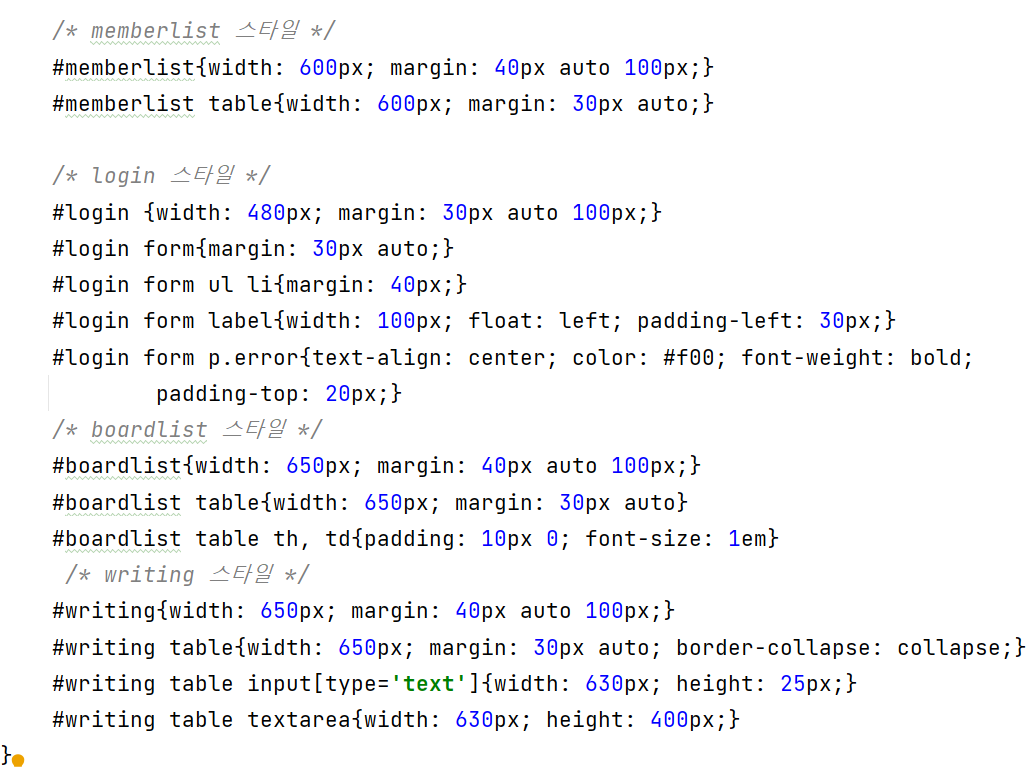 /* memberlist 스타일 */
#memberlist{width: 600px; margin: 40px auto 100px;}
#memberlist table{width: 600px; margin: 30px auto;}
/* login 스타일 */
#login {width: 480px; margin: 30px auto 100px;}
#login form{margin: 30px auto;}
#login form ul li{margin: 40px;}
#login form label{width: 100px; float: left; padding-left: 30px;}
#login form p.error{text-align: center; color: #f00; font-weight: bold;
padding-top: 20px;}
/* boardlist 스타일 */
#boardlist{width: 650px; margin: 40px auto 100px;}
#boardlist table{width: 650px; margin: 30px auto}
#boardlist table th, td{padding: 10px 0; font-size: 1em}
/* writing 스타일 */
#writing{width: 650px; margin: 40px auto 100px;}
#writing table{width: 650px; margin: 30px auto; border-collapse: collapse;}
#writing table input[type='text']{width: 630px; height: 25px;}
#writing table textarea{width: 630px; height: 400px;}
}